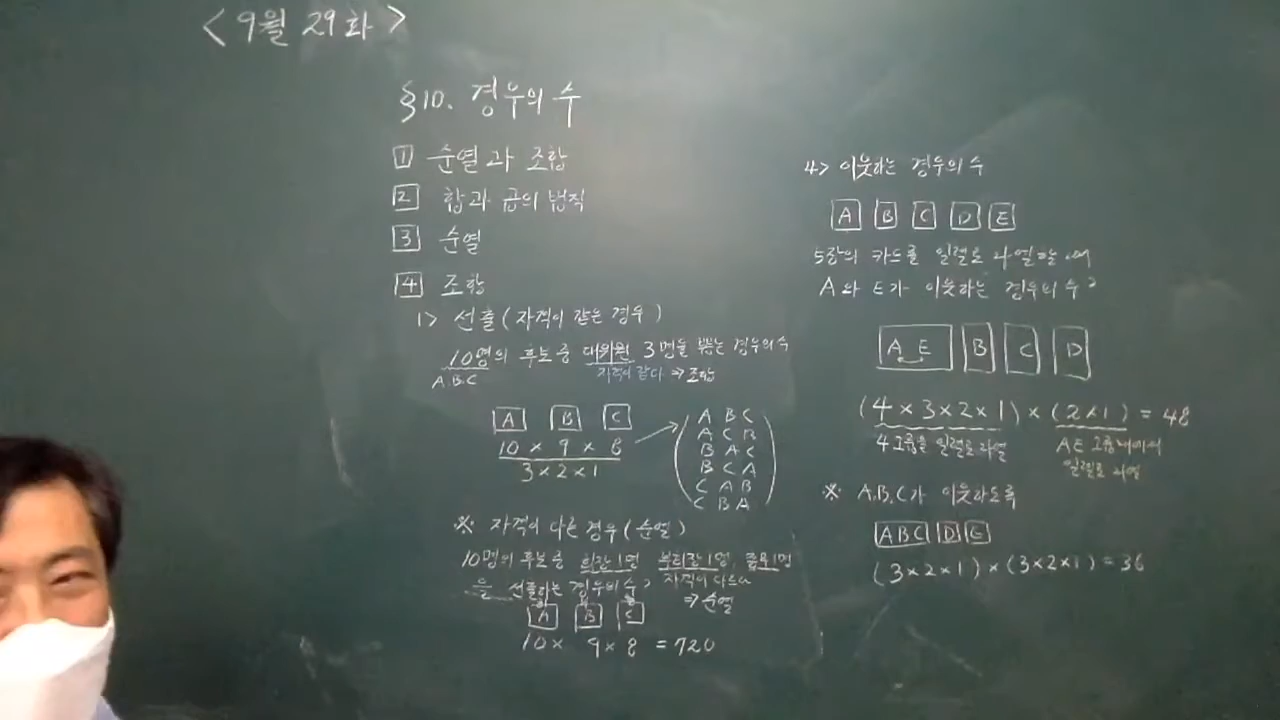 < 9월 29화 >
§10. 경우의 수
1 순열과 조합
2 합과 곱의 법칙
3 순열
4 조합
1> 선출 (자격이 같은 경우)
10명의 후보 중 대의원 3명을 뽑는 경우의 수
A.B.C 자격이 같다 ⇒ 조합
A B C
10 × 9 × 8
3 × 2 × 1
A B C
A C B
B A C
B C A
C A B
C B A
※ 자격이 다른 경우 (순열)
10명의 후보 중 회장 1명 부회장 1명, 총무 1명
을 선출하는 경우의 수? 자격이 다르다
⇒ 순열
A B C
10 × 9 × 8 = 720
4> 이웃하는 경우의 수
A B C D E
5장의 카드를 일렬로 나열할 때
A와 E가 이웃하는 경우의 수?
A E B C D
(4 × 3 × 2 × 1) × (2 × 1) = 48
4그룹을 일렬로 나열
AE그룹내에서
일렬로 나열
※ A.B.C가 이웃하도록
ABC D E
(3 × 2 × 1) × (3 × 2 × 1) = 36